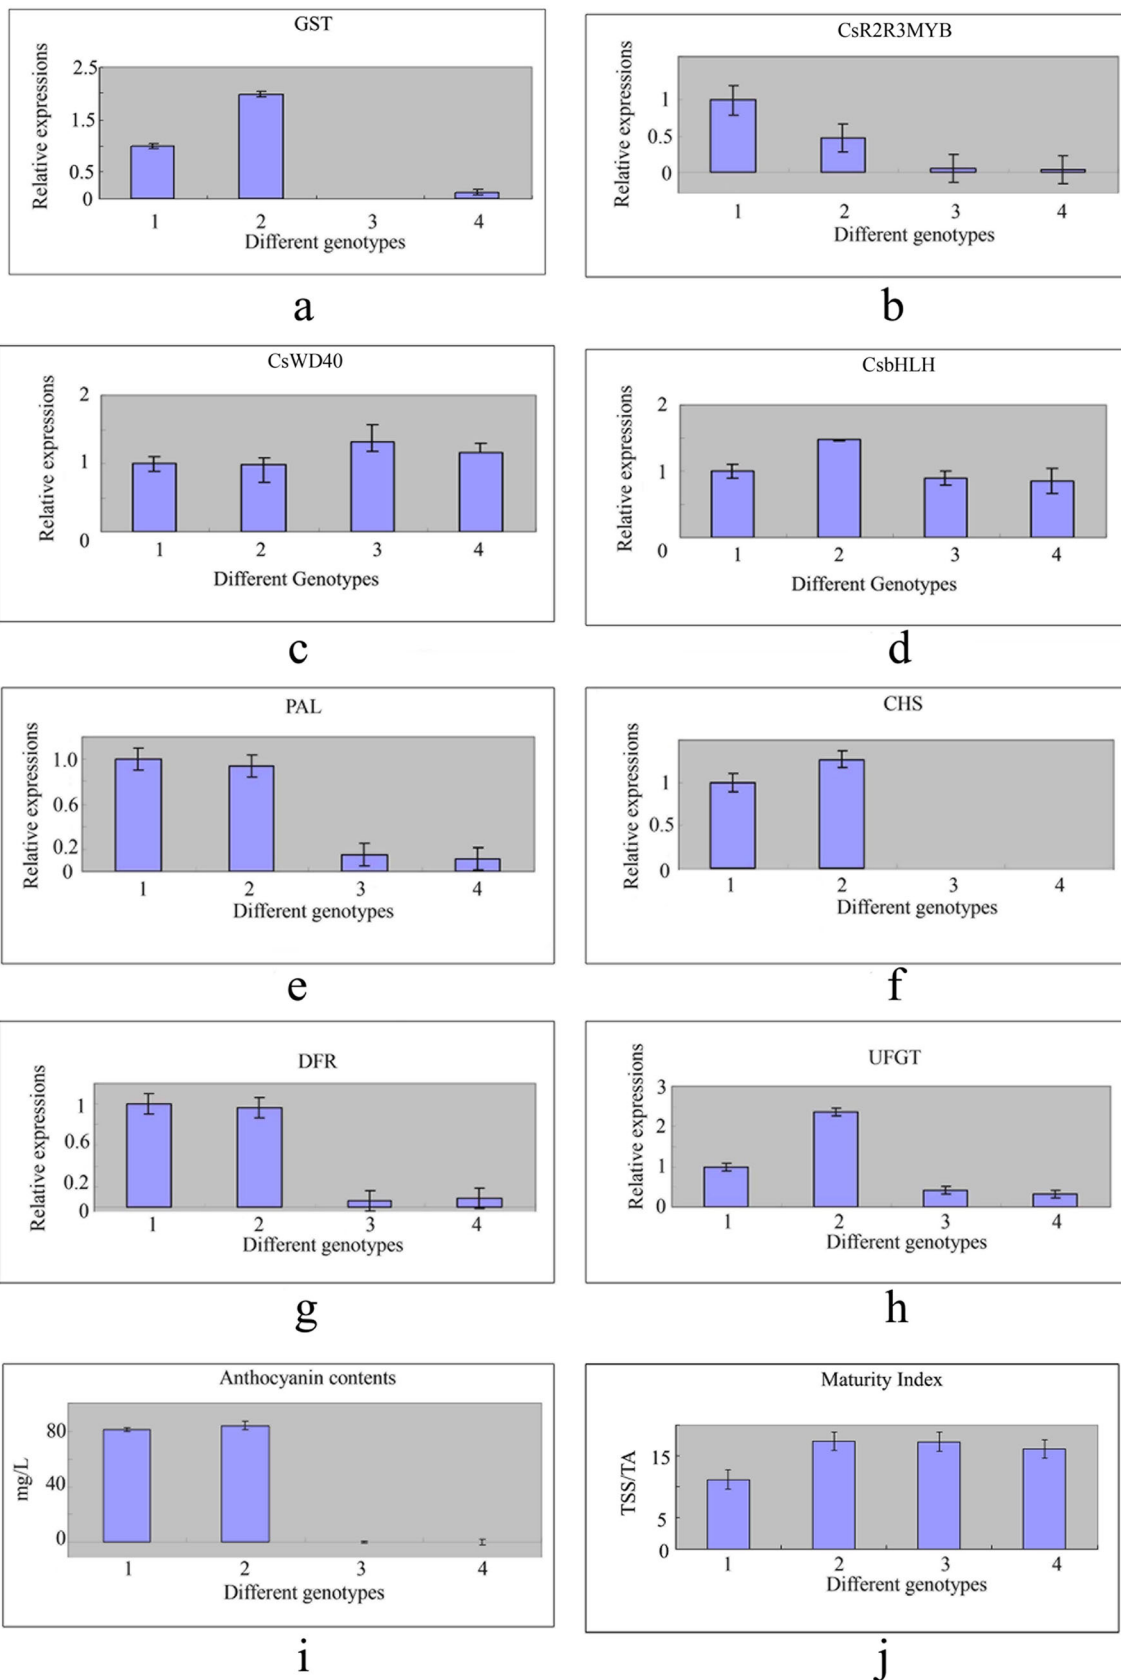 GST
Relative expressions
2.5
1.5
0.5
0
1 2 3 4
Different genotypes
a
CsR2R3MYB
Relative expressions
1
0.5
0
1 2 3 4
Different genotypes
b
CsWD40
Relative expressions
2
1
0
1 2 3 4
Different Genotypes
c
CsbHLH
Relative expressions
2
1
0
1 2 3 4
Different Genotypes
d
PAL
Relative expressions
1.0
0.6
0.2
0
1 2 3 4
Different genotypes
e
CHS
Relative expressions
1
0.5
0
1 2 3 4
Different genotypes
f
DFR
Relative expressions
1
0.6
0.2
0
1 2 3 4
Different genotypes
g
UFGT
Relative expressions
3
2
1
0
1 2 3 4
Different genotypes
h
Anthocyanin contents
mg/L
80
40
0
1 2 3 4
Different genotypes
i
Maturity Index
TSS/TA
15
5
0
1 2 3 4
Different genotypes
j